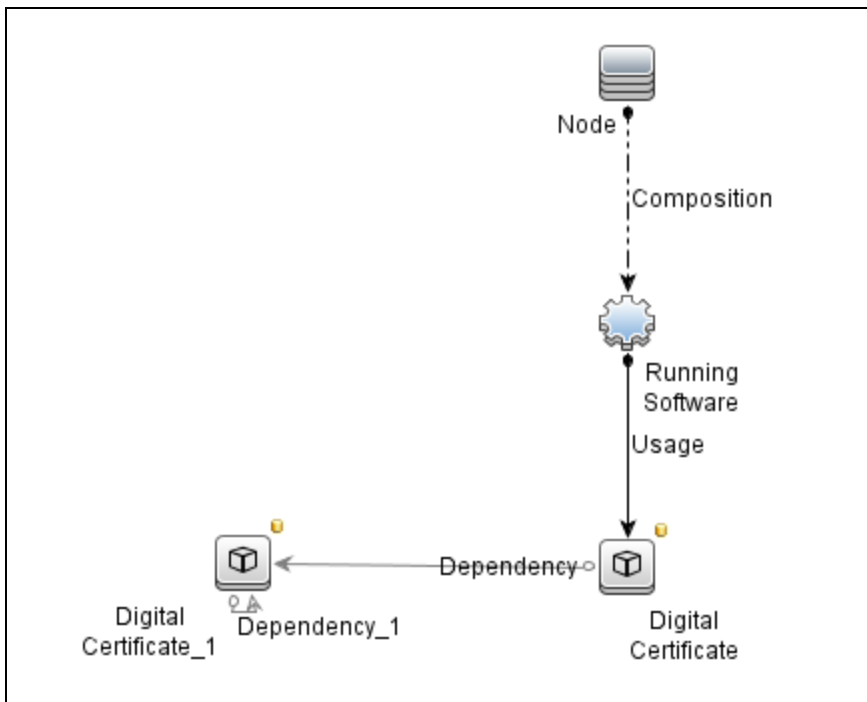 Node
Composition
Running
Software
Usage
Dependency
Digital
Certificate_1
Dependency_1
Digital
Certificate